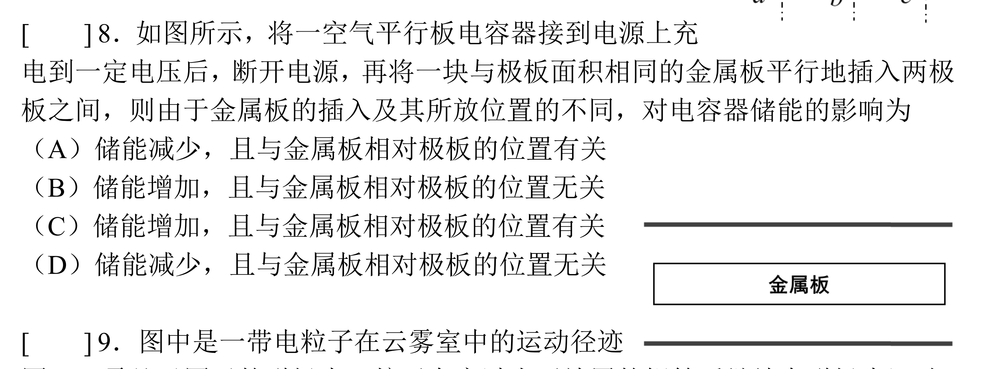 a b c
[ ]8．如图所示，将一空气平行板电容器接到电源上充
电到一定电压后，断开电源，再将一块与极板面积相同的金属板平行地插入两极
板之间，则由于金属板的插入及其所放位置的不同，对电容器储能的影响为
（A）储能减少，且与金属板相对极板的位置有关
（B）储能增加，且与金属板相对极板的位置无关
（C）储能增加，且与金属板相对极板的位置有关
（D）储能减少，且与金属板相对极板的位置无关
金属板
[ ]9．图中是一带电粒子在云雾室中的运动径迹